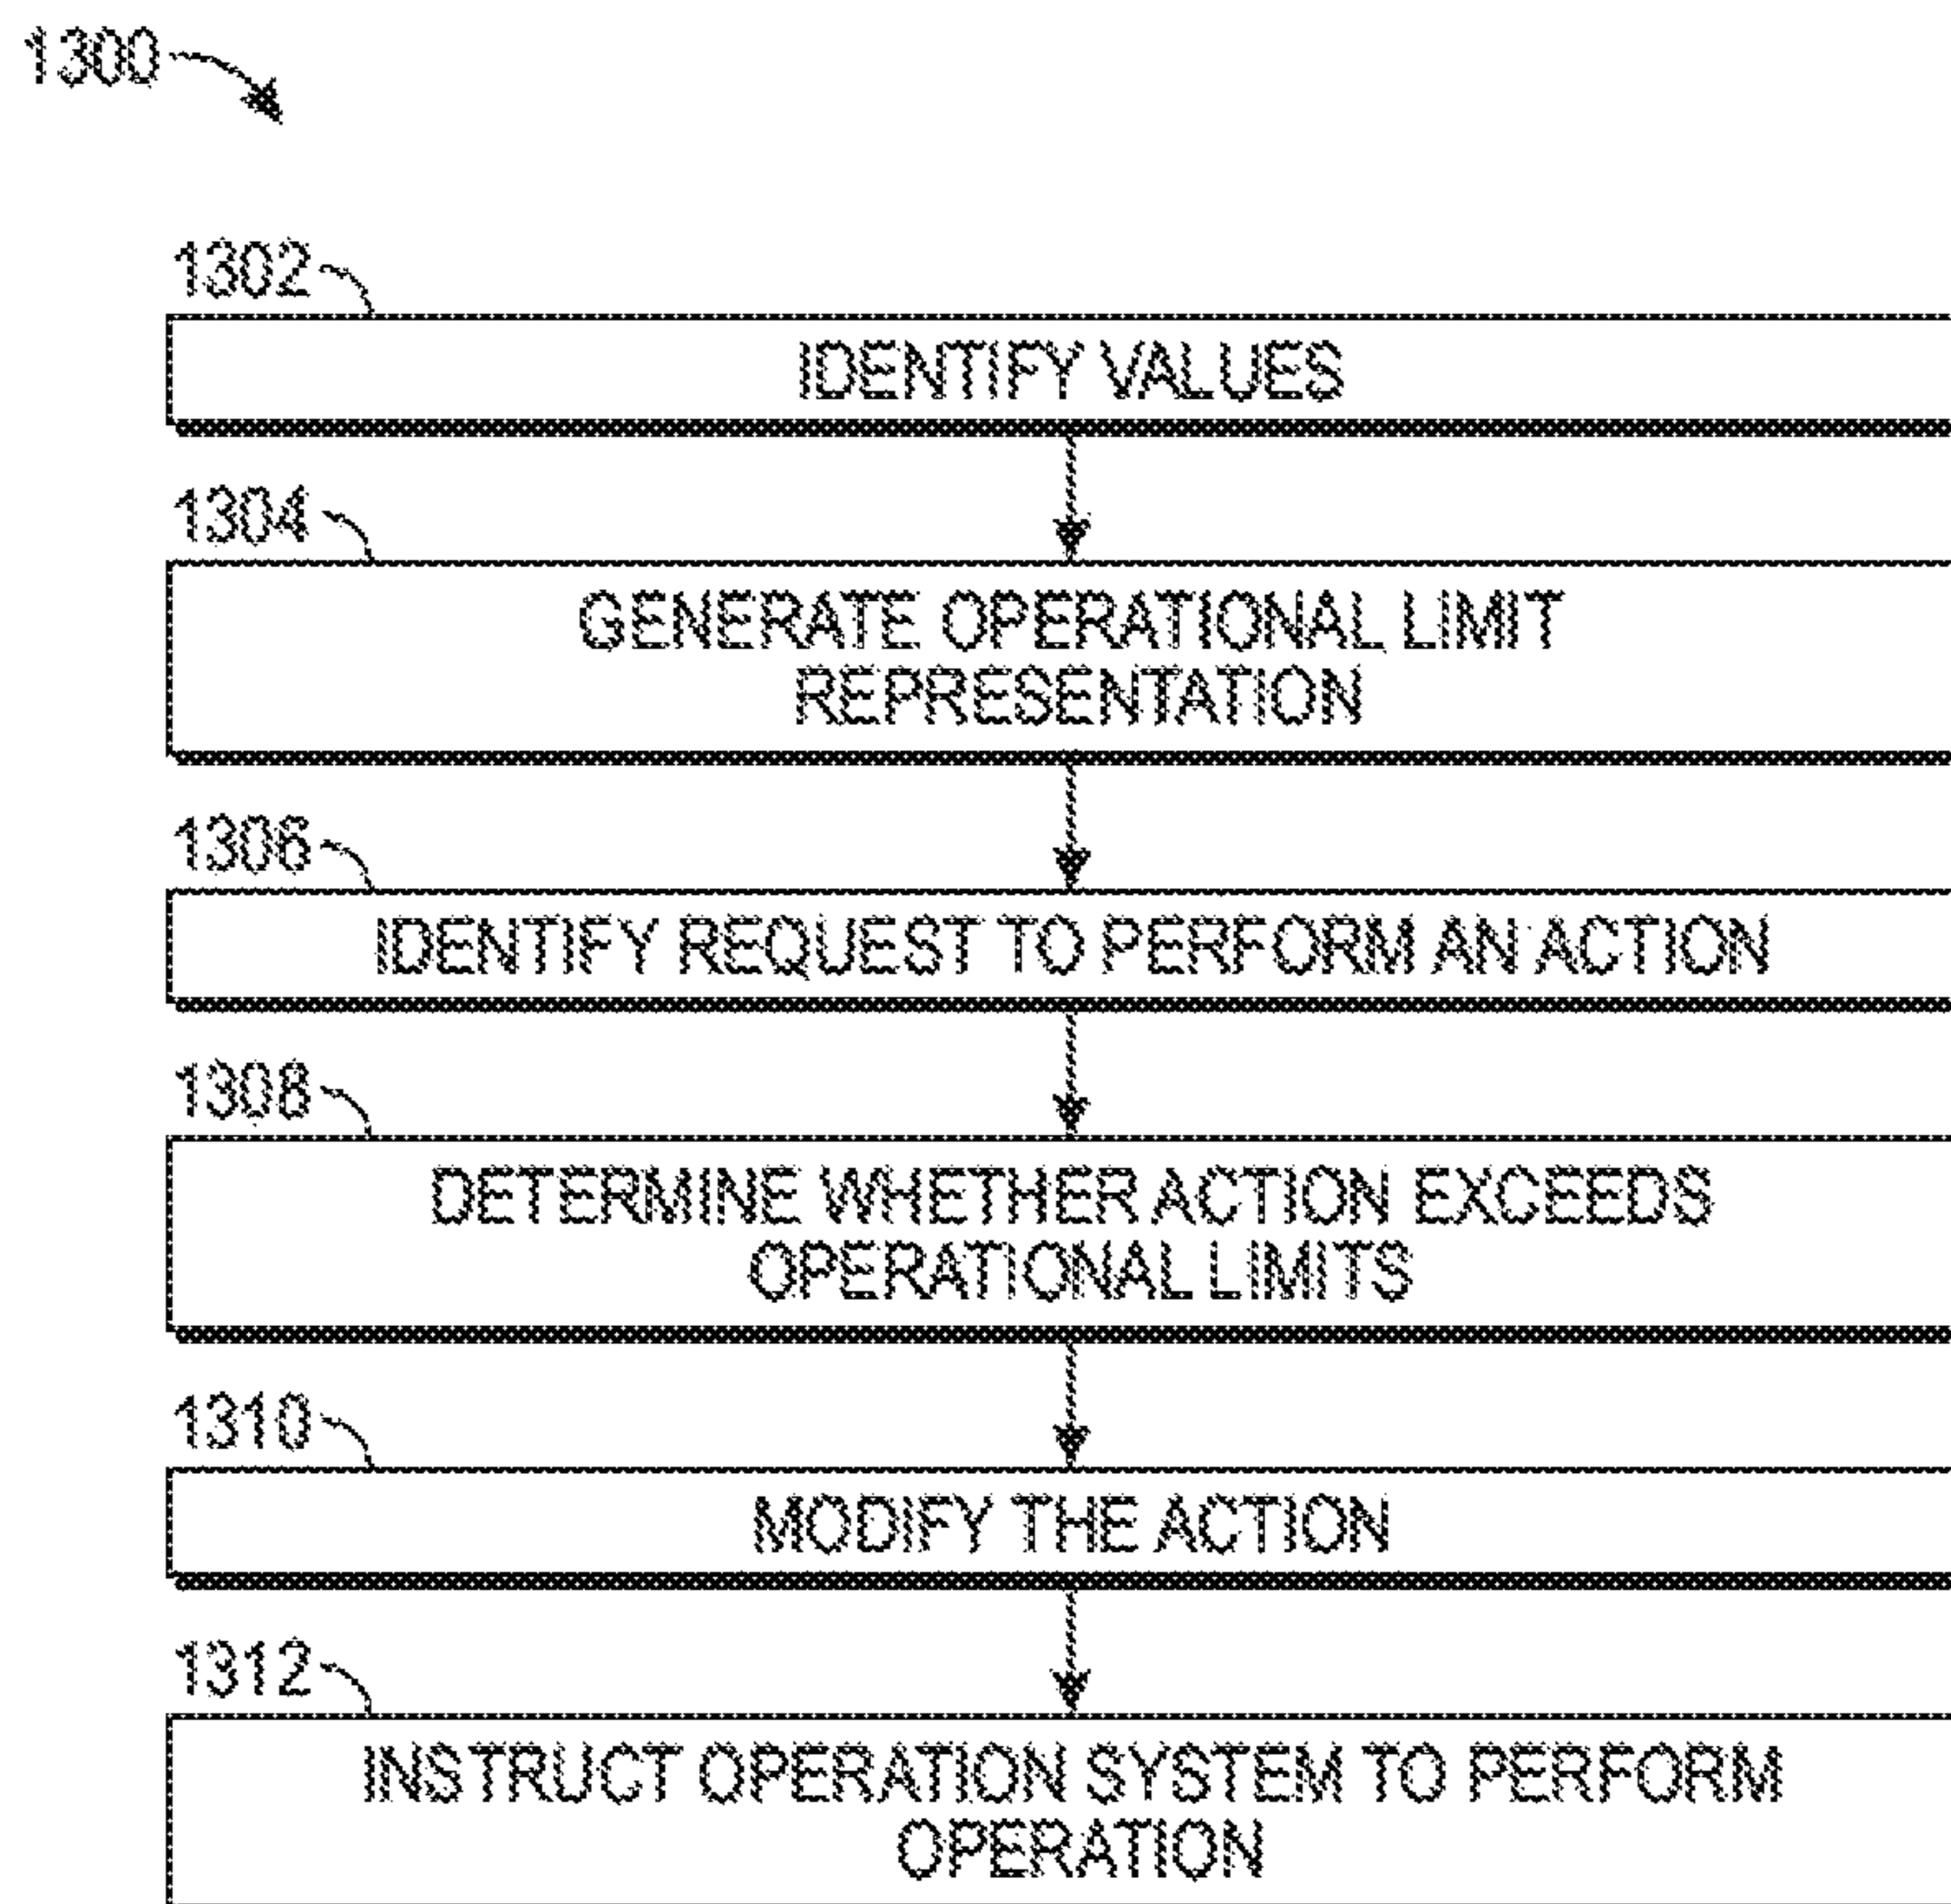 1300
1302
IDENTIFY VALUES
1304
GENERATE OPERATIONAL LIMIT
REPRESENTATION
1306
IDENTIFY REQUEST TO PERFORM AN ACTION
1308
DETERMINE WHETHER ACTION EXCEEDS
OPERATIONAL LIMITS
1310
MODIFY THE ACTION
1312
INSTRUCT OPERATION SYSTEM TO PERFORM
OPERATION